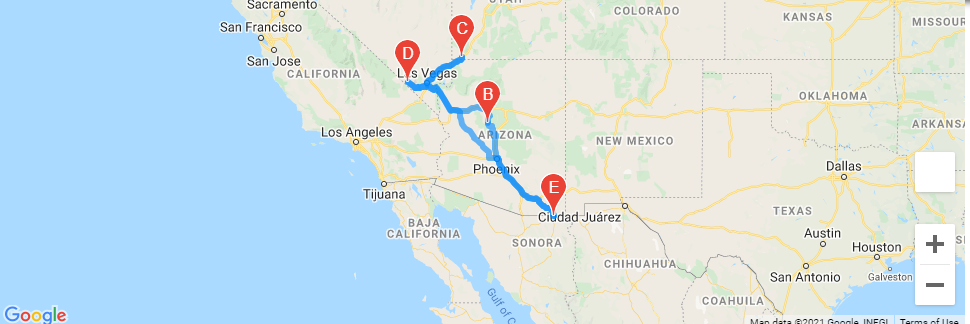 Sacramento
UTAH
COLORADO
KANSAS
MISSOURI
San Francisco
San Jose
C
D
CALIFORNIA
Las Vegas
B
OKLAHOMA
ARKANSAS
Los Angeles
ARIZONA
NEW MEXICO
Phoenix
Dallas
Tijuana
E
Ciudad Juárez
TEXAS
BAJA
CALIFORNIA
SONORA
Austin
Houston
CHIHUAHUA
San Antonio
Galveston
COAHUILA
Gulf of C
Google
Map data ©2021 Google, INEGI
Terms of Use